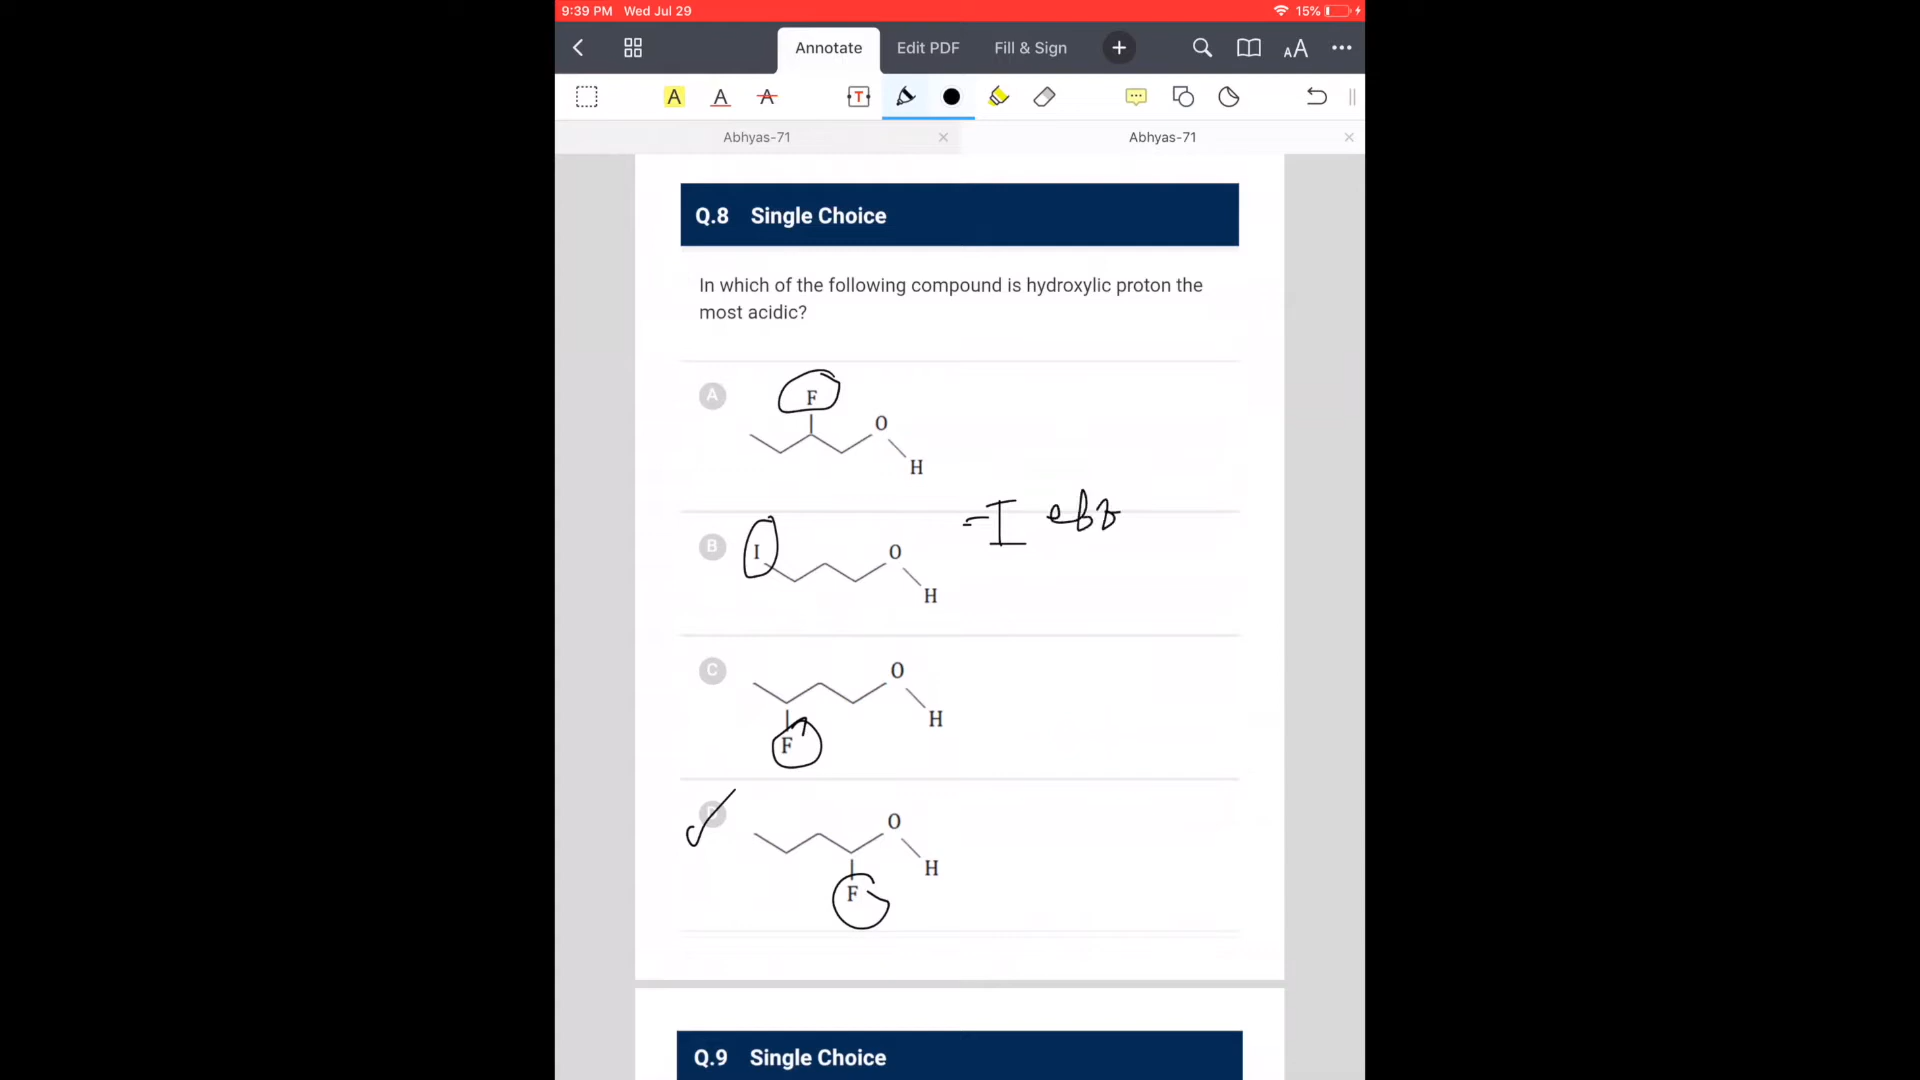 9:39 PM Wed Jul 29
15%
Annotate
Edit PDF
Fill & Sign
A
A
A
T
AA
Abhyas-71
Abhyas-71
Q.8 Single Choice
In which of the following compound is hydroxylic proton the
most acidic?
A
F
O
H
-I eff
B
I
O
H
C
O
H
F
D
O
H
F
Q.9 Single Choice